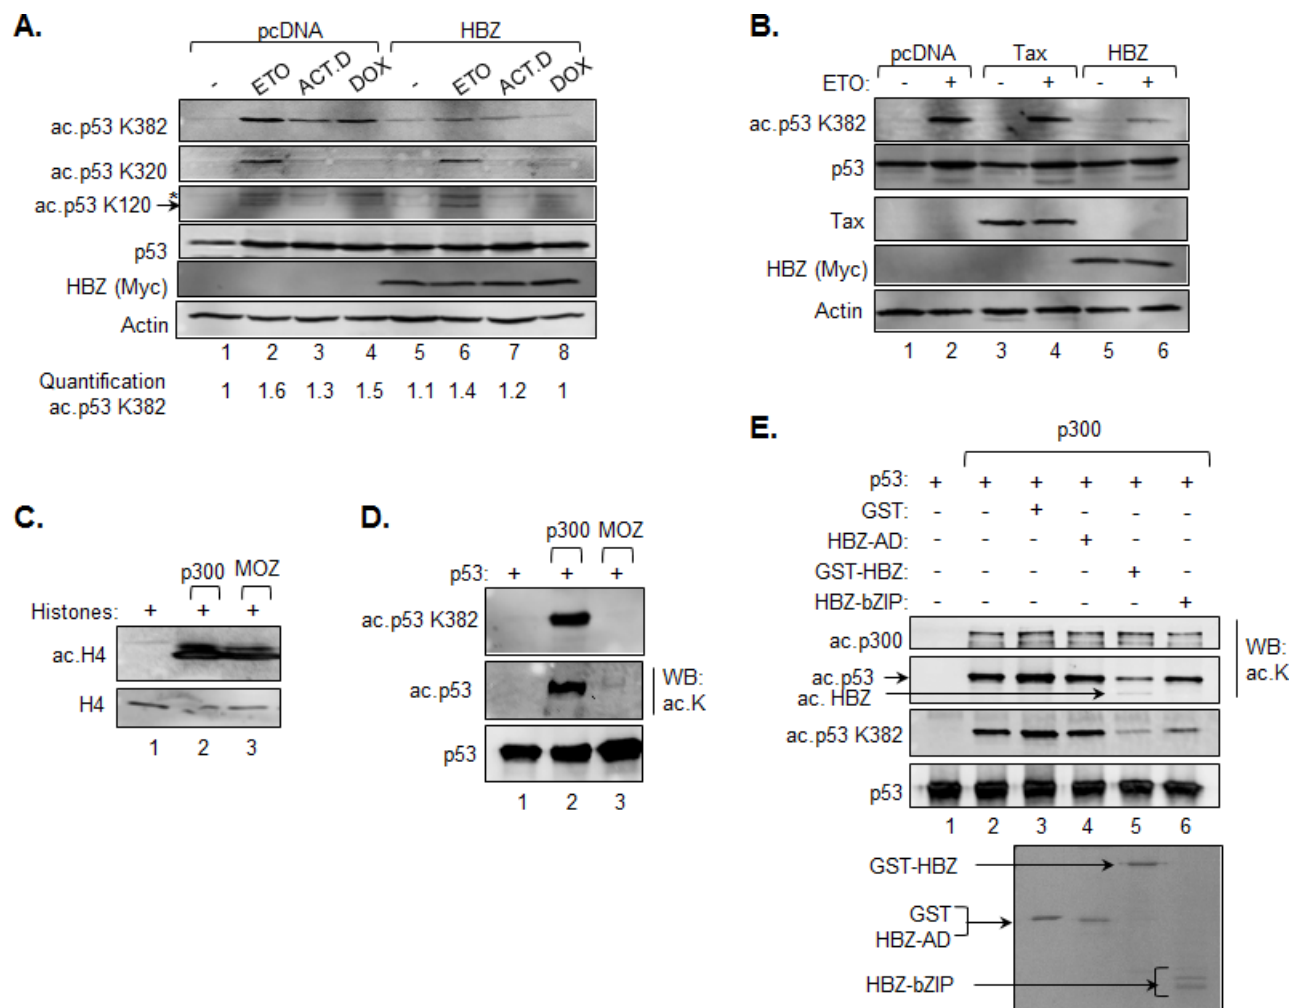 A.
pcDNA HBZ
- ETO ACT.D DOX - ETO ACT.D DOX
ac.p53 K382
ac.p53 K320
*
ac.p53 K120
p53
HBZ (Myc)
Actin
1 2 3 4 5 6 7 8
Quantification
ac.p53 K382
1 1.6 1.3 1.5 1.1 1.4 1.2 1
B.
pcDNA Tax HBZ
ETO: - + - + - +
ac.p53 K382
p53
Tax
HBZ (Myc)
Actin
1 2 3 4 5 6
C.
p300 MOZ
Histones: + + +
ac.H4
H4
1 2 3
D.
p300 MOZ
p53: + + +
ac.p53 K382
ac.p53
WB:
ac.K
p53
1 2 3
E.
p300
p53: + + + + + +
GST: - - + - - -
HBZ-AD: - - - + - -
GST-HBZ: - - - - + -
HBZ-bZIP: - - - - - +
ac.p300
ac.p53
ac. HBZ
WB:
ac.K
ac.p53 K382
p53
1 2 3 4 5 6
GST-HBZ
GST
HBZ-AD
HBZ-bZIP